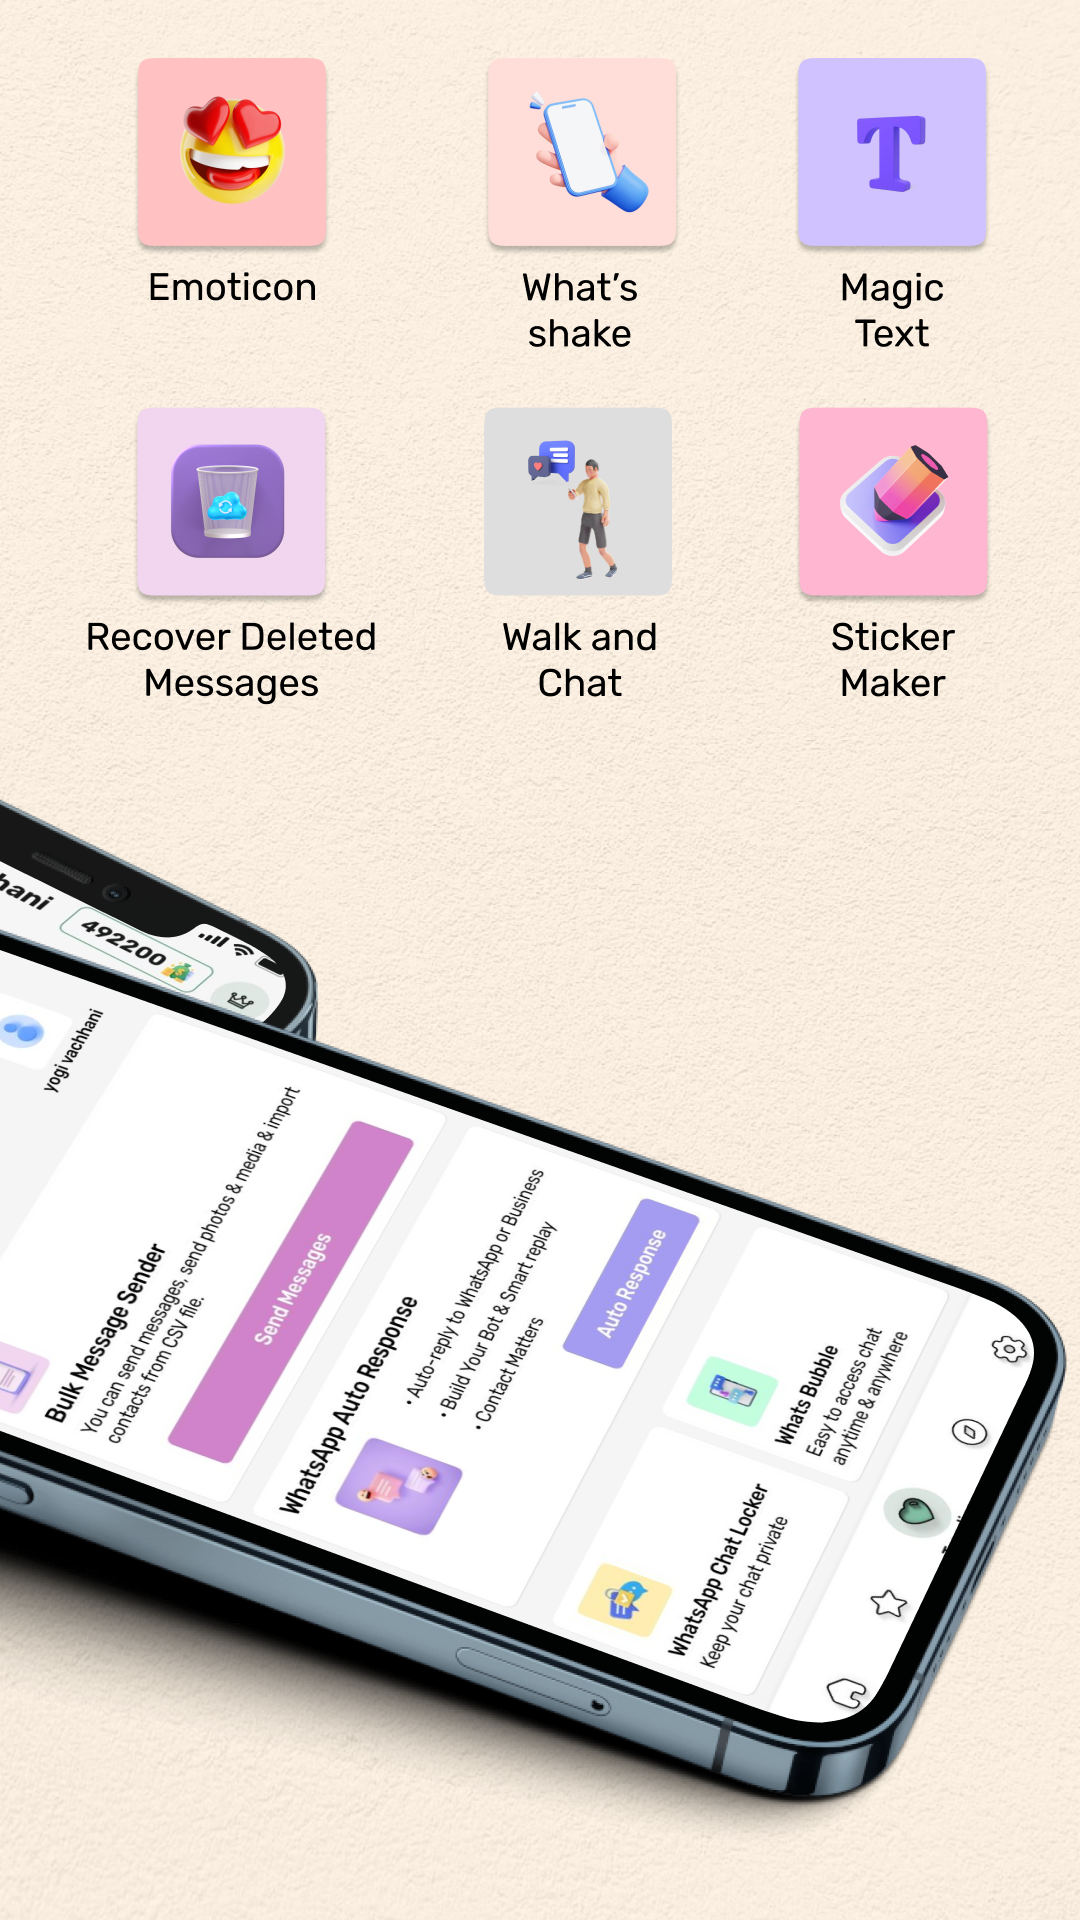 Emoticon
What's
shake
Magic
Text
Recover Deleted
Messages
Walk and
Chat
Sticker
Maker
492200
yogi vachhani
Bulk Message Sender
You can send messages, send photos & media & import
contacts from CSV file.
Send Messages
WhatsApp Auto Response
• Auto-reply to WhatsApp or Business
• Build Your Bot & Smart replay
• Contact Matters
Auto Response
Whats Bubble
Easy to access chat
anytime & anywhere
WhatsApp Chat Locker
Keep your chat private